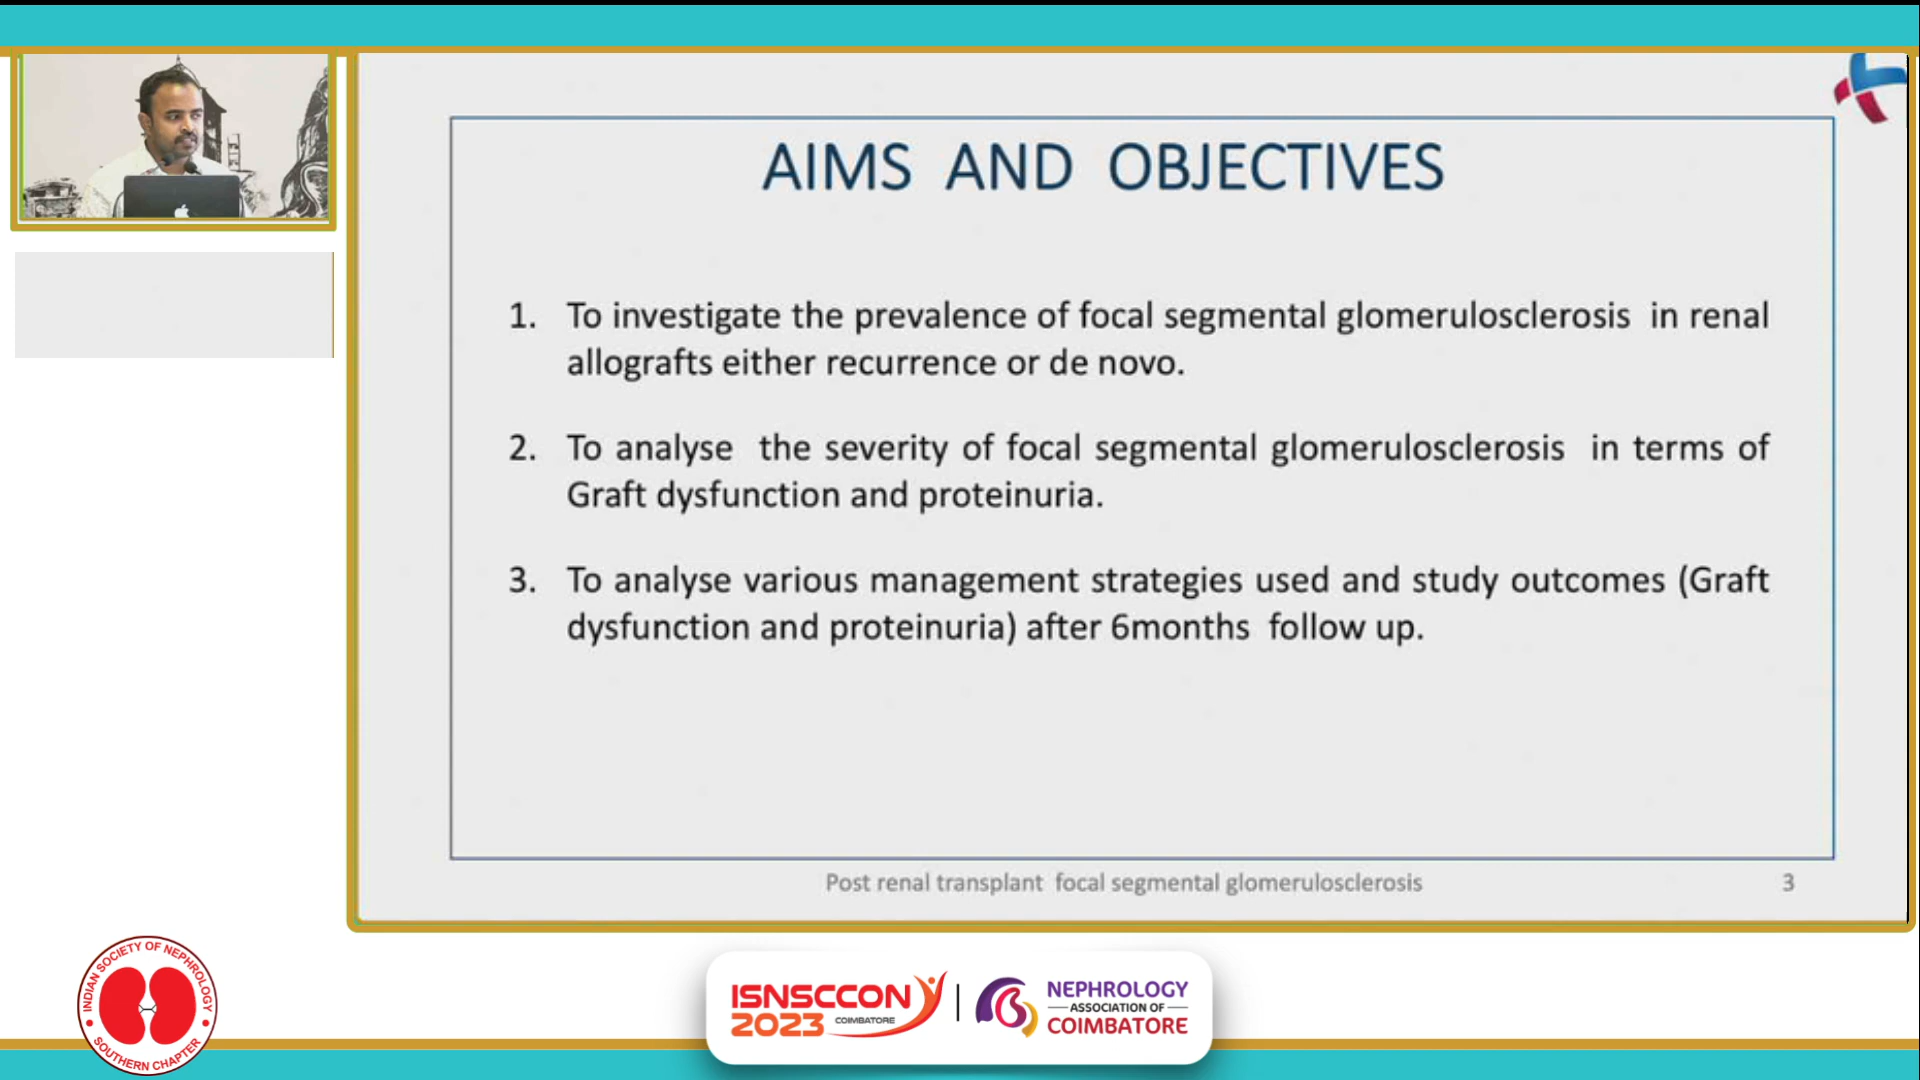 AIMS AND OBJECTIVES
1. To investigate the prevalence of focal segmental glomerulosclerosis in renal
allografts either recurrence or de novo.
2. To analyse the severity of focal segmental glomerulosclerosis in terms of
Graft dysfunction and proteinuria.
3. To analyse various management strategies used and study outcomes (Graft
dysfunction and proteinuria) after 6months follow up.
Post renal transplant focal segmental glomerulosclerosis 3
INDIAN SOCIETY OF NEPHROLOGY
SOUTHERN CHAPTER
ISNSCCON
2023 COIMBATORE
NEPHROLOGY
ASSOCIATION OF
COIMBATORE